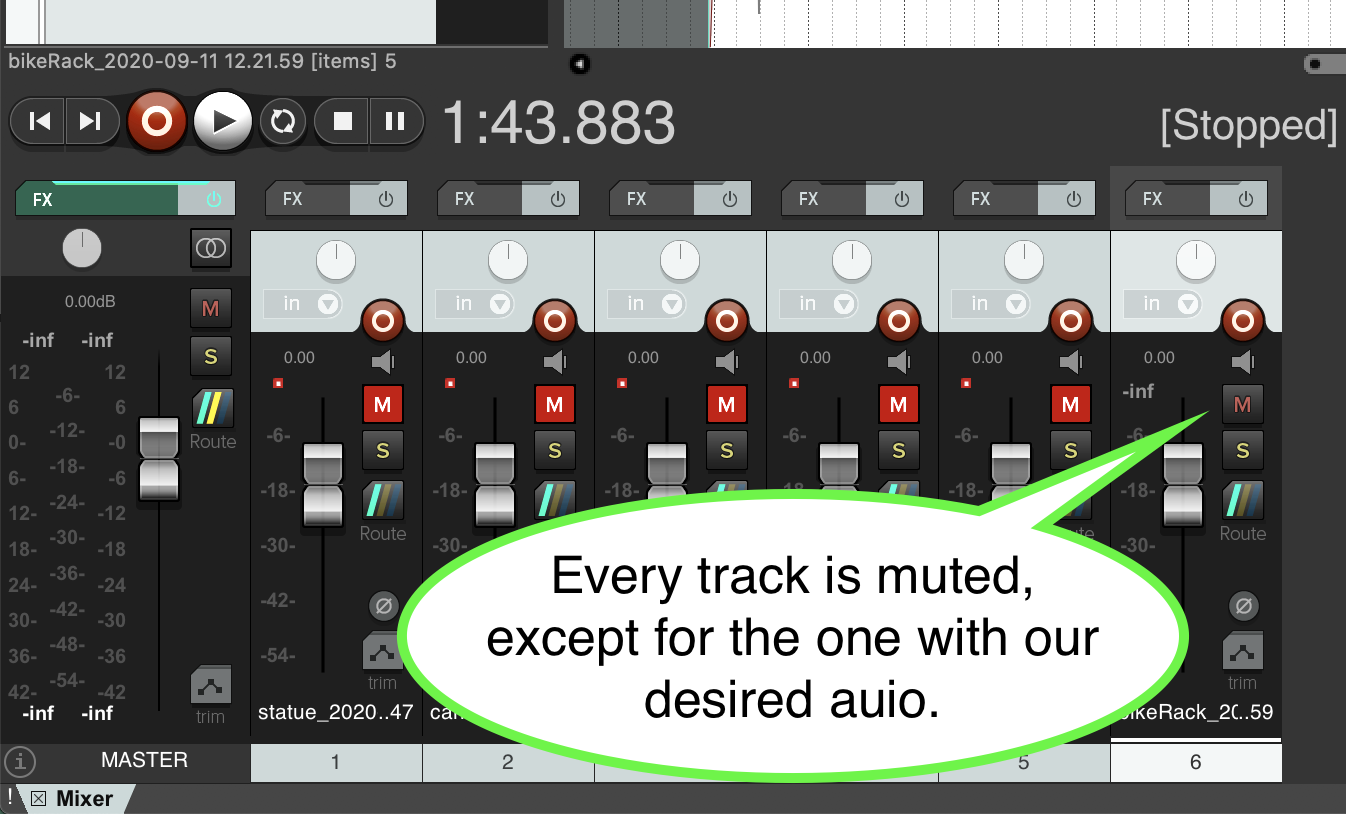 bikeRack_2020-09-11 12.21.59 [items] 5
1:43.883
[Stopped]
FX FX FX FX FX FX FX
in in in in in in
0.00dB 0.00 0.00 0.00 0.00 0.00 0.00
-inf -inf -inf
M M M M M M M
S S S S S S S
12 12
-6-
6 6
-12-
0- -0
-18-
6- -6
-24-
12- -12
-30-
18- -18
-36-
24- -24
-42-
30- -30
-48-
36- -36
-54-
42- -42
-6- -6- -6- -6- -6- -6
-18- -18- -18- -18- -18- -18-
-30- -30- -30-
-42-
-54-
Route Route Route
Every track is muted,
except for the one with our
desired auio.
trim trim trim
-inf -inf
statue_2020..47
bikeRack_20..59
MASTER 1 2 5 6
! Mixer